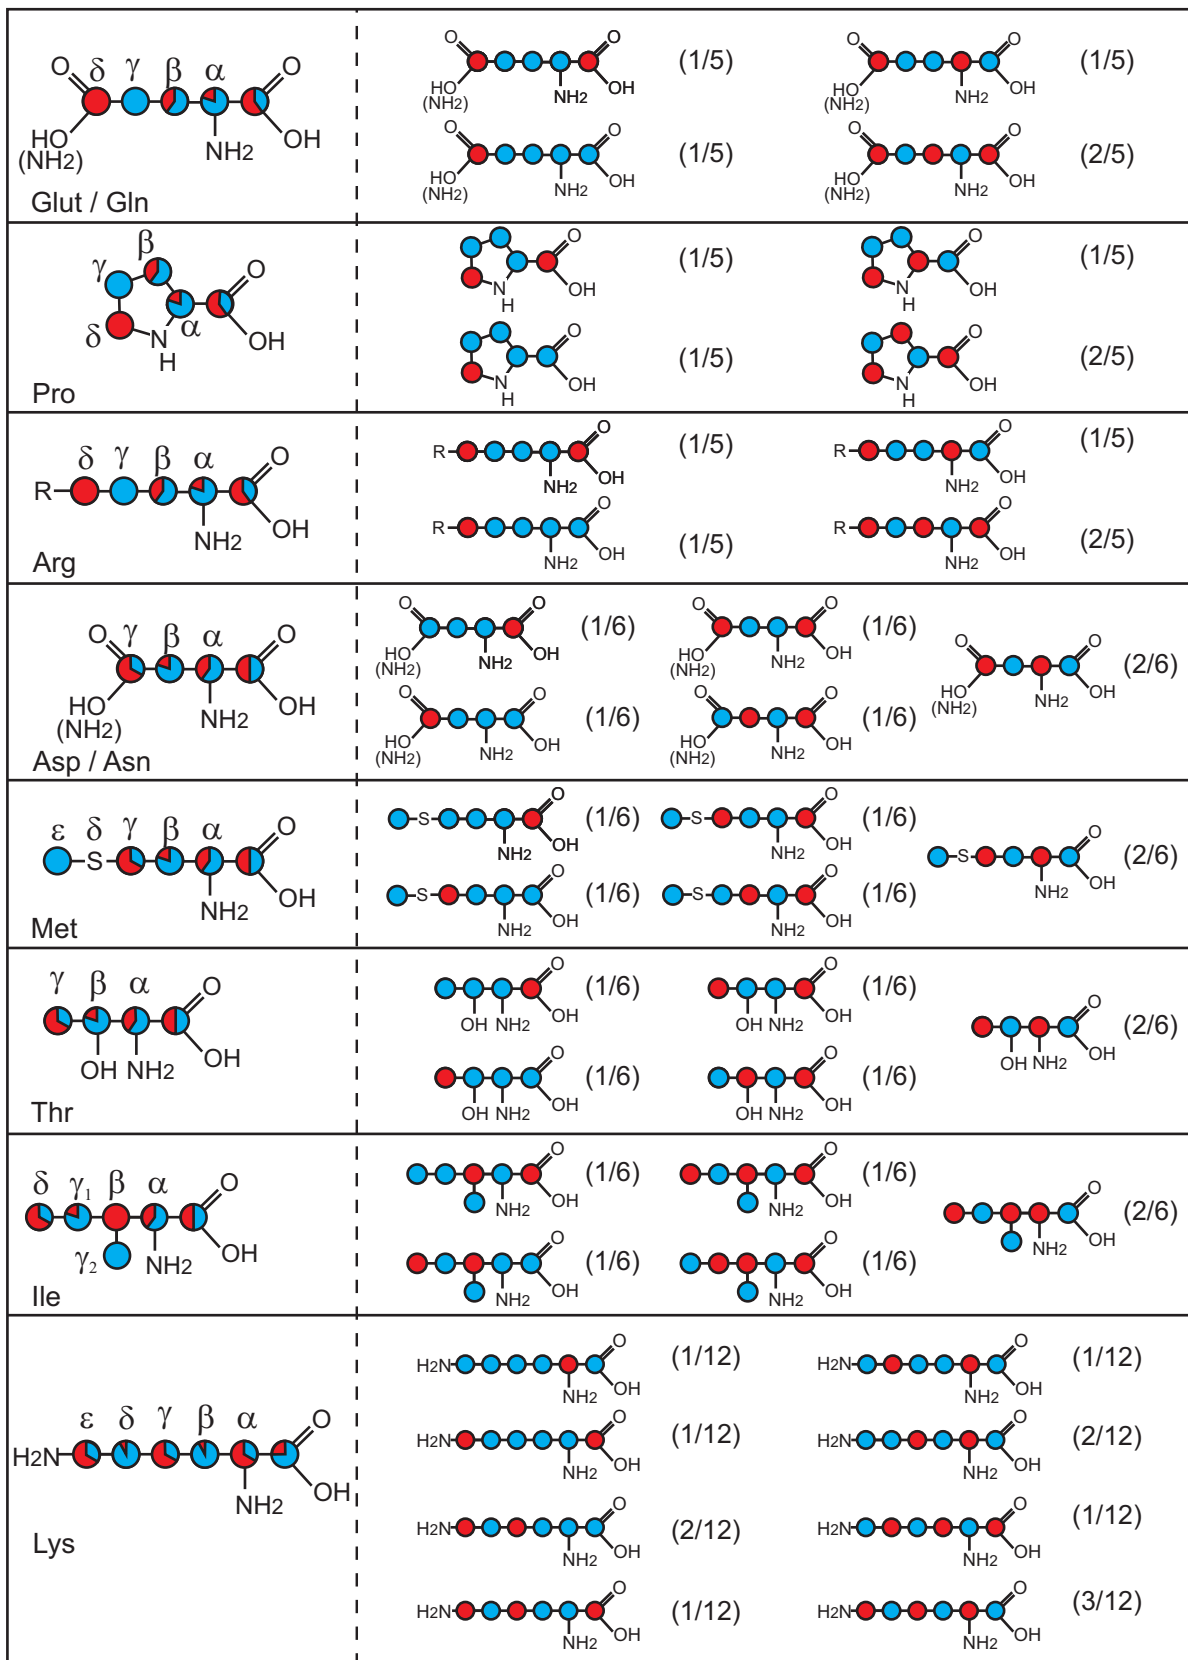 δ γ β α
O O
HO OH
(NH2) NH2
Glut / Gln
O O (1/5) O O (1/5)
HO OH HO OH
(NH2) NH2 (NH2) NH2
O O (1/5) O O (2/5)
HO OH HO OH
(NH2) NH2 (NH2) NH2
β
γ O
δ N α OH
H
Pro
O (1/5) O (1/5)
N OH N OH
H H
O (1/5) O (2/5)
N OH N OH
H H
δ γ β α O
R
NH2 OH
Arg
R O (1/5) R O (1/5)
NH2 OH NH2 OH
R O (1/5) R O (2/5)
NH2 OH NH2 OH
O γ β α O
HO NH2 OH
(NH2)
Asp / Asn
O O (1/6) O O (1/6)
HO NH2 OH HO NH2 OH
(NH2) (NH2)
O O (2/6)
HO NH2 OH
(NH2)
O O (1/6) O O (1/6)
HO NH2 OH HO NH2 OH
(NH2) (NH2)
ε δ γ β α O
S
NH2 OH
Met
S O (1/6) S O (1/6)
NH2 OH NH2 OH
S O (2/6)
NH2 OH
S O (1/6) S O (1/6)
NH2 OH NH2 OH
γ β α O
OH NH2 OH
Thr
O (1/6) O (1/6)
OH NH2 OH OH NH2 OH
O (2/6)
OH NH2 OH
O (1/6) O (1/6)
OH NH2 OH OH NH2 OH
δ γ1 β α O
γ2 NH2 OH
Ile
O (1/6) O (1/6)
NH2 OH NH2 OH
O (2/6)
NH2 OH
O (1/6) O (1/6)
NH2 OH NH2 OH
ε δ γ β α O
H2N
NH2 OH
Lys
H2N O (1/12) H2N O (1/12)
NH2 OH NH2 OH
H2N O (1/12) H2N O (2/12)
NH2 OH NH2 OH
H2N O (2/12) H2N O (1/12)
NH2 OH NH2 OH
H2N O (1/12) H2N O (3/12)
NH2 OH NH2 OH